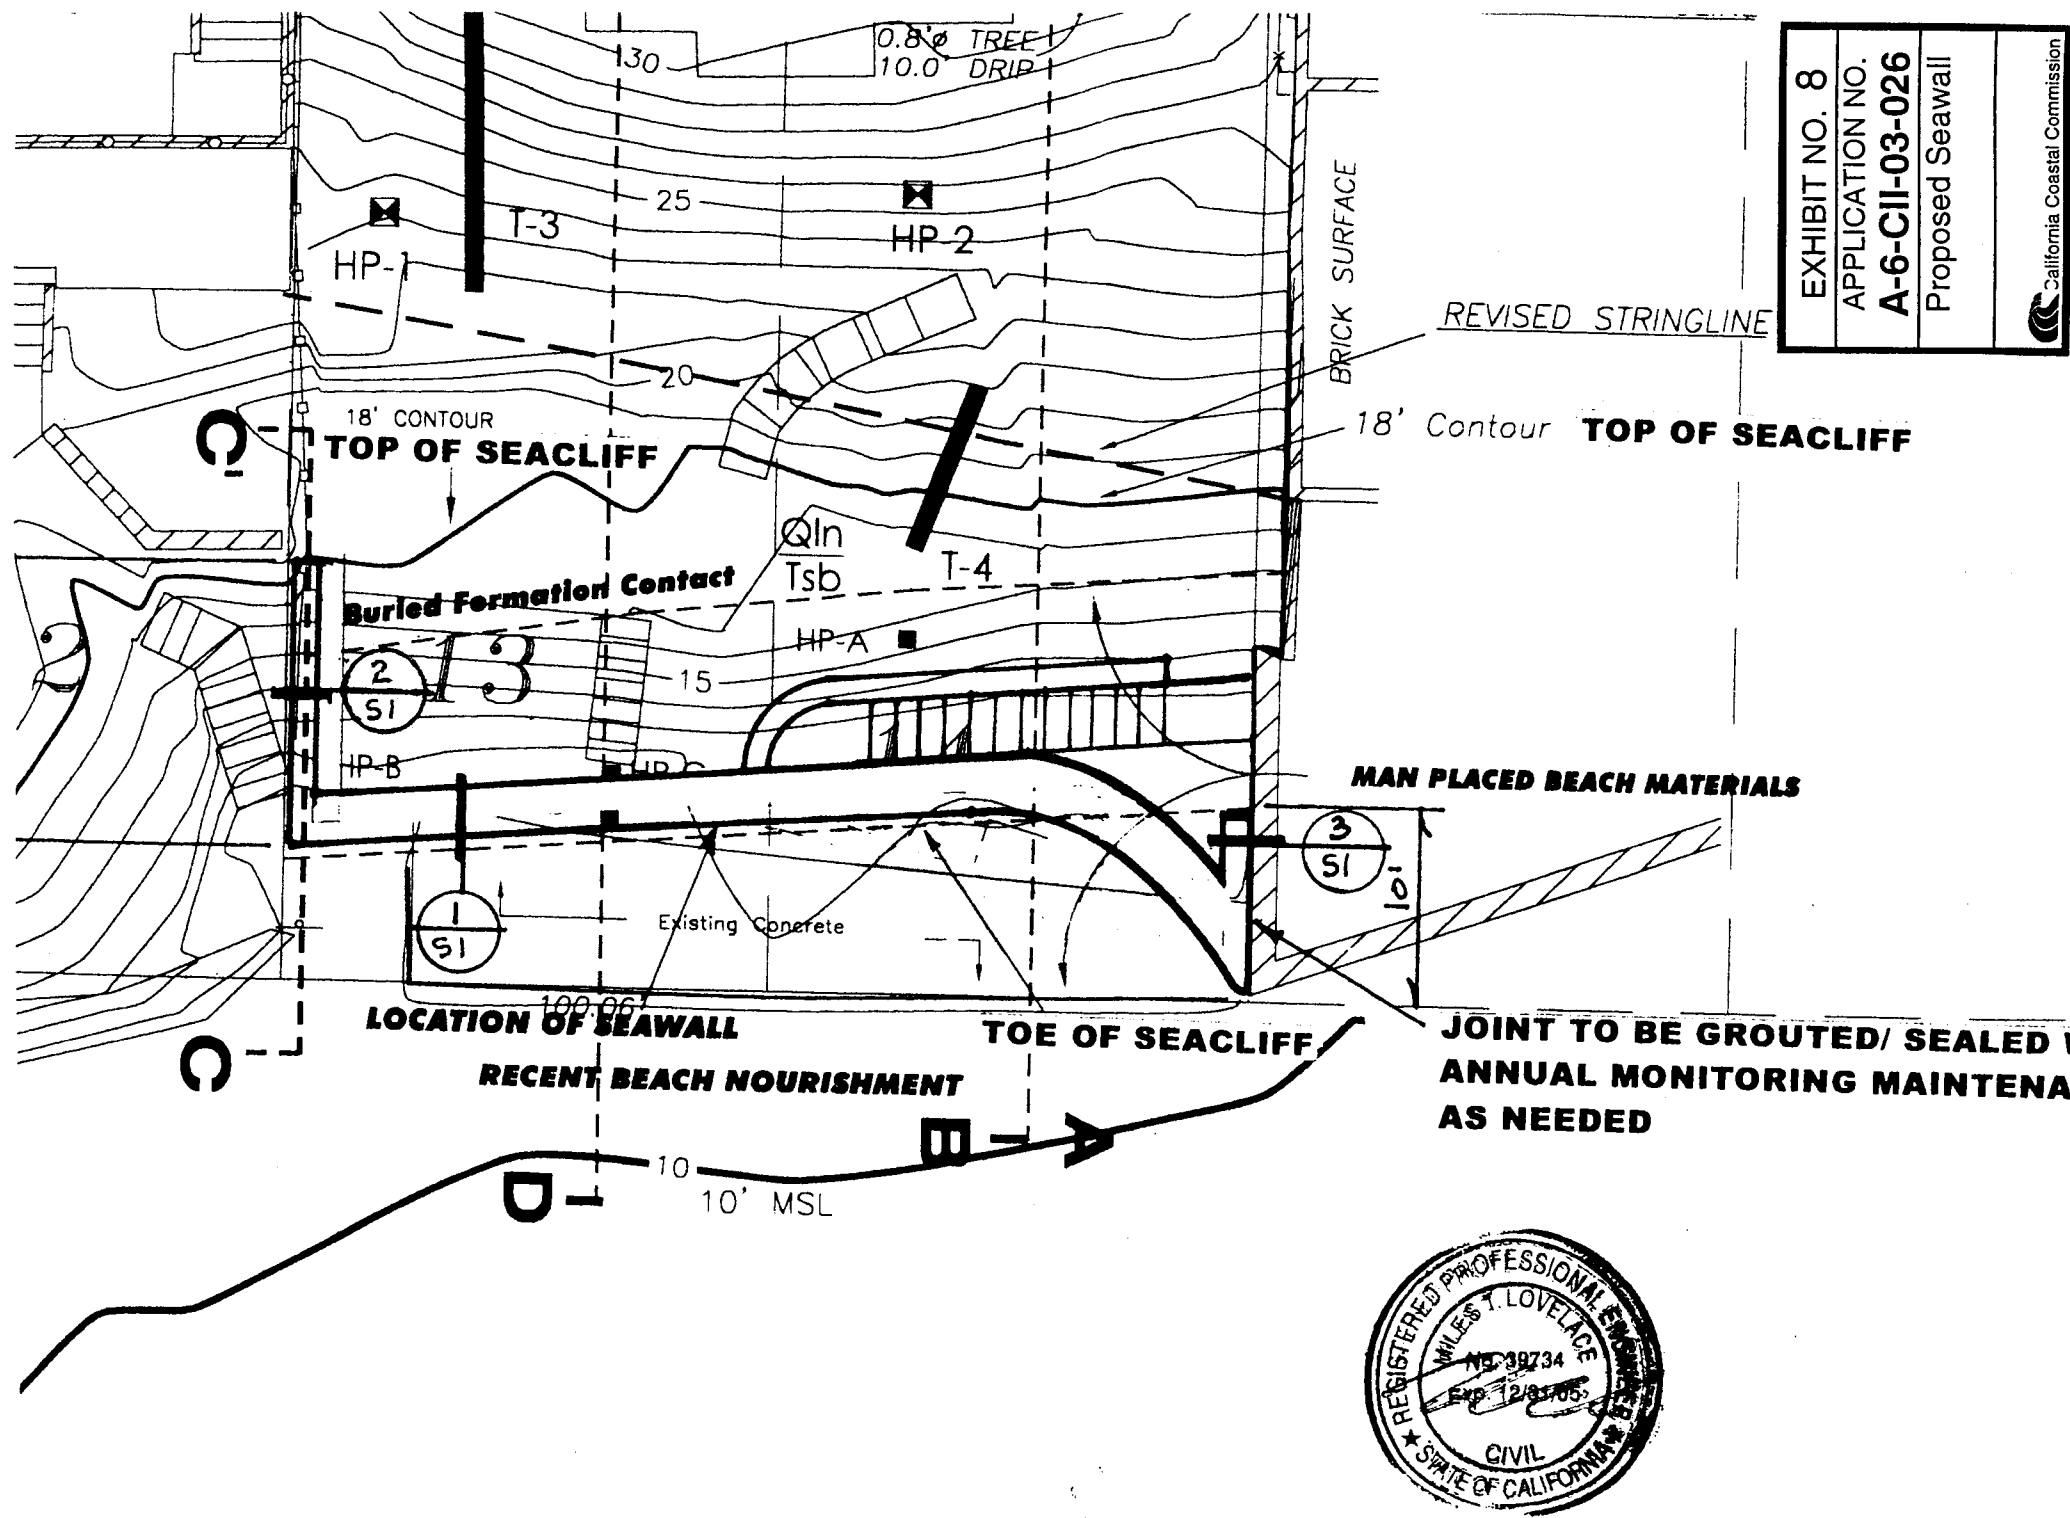 EXHIBIT NO. 8
APPLICATION NO.
A-6-CII-03-026
Proposed Seawall
California Coastal Commission
0.8'ø TREE
10.0' DRIP
30
25
T-3
HP-1
HP-2
BRICK SURFACE
REVISED STRINGLINE
20
C'
18' CONTOUR
TOP OF SEACLIFF
18' Contour TOP OF SEACLIFF
Qln
Tsb
T-4
Buried Formation Contact
HP-A
2
S1
15
HP-B
HP-C
MAN PLACED BEACH MATERIALS
3
S1
10'
1
S1
Existing Concrete
100.06'
LOCATION OF SEAWALL
TOE OF SEACLIFF
JOINT TO BE GROUTED/ SEALED
ANNUAL MONITORING MAINTENA
AS NEEDED
C
RECENT BEACH NOURISHMENT
B
A
D
10
10' MSL
REGISTERED PROFESSIONAL ENGINEER
MILES T. LOVELACE
No. 39734
Exp. 12/31/05
CIVIL
STATE OF CALIFORNIA